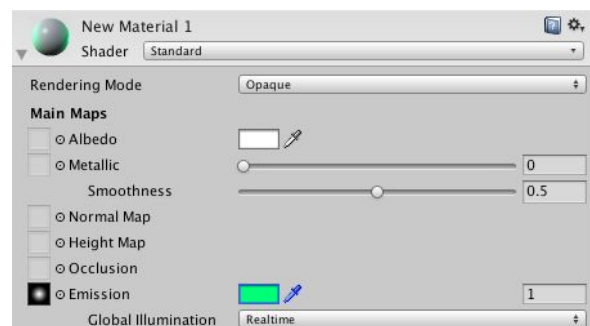 New Material 1
Shader Standard
Rendering Mode Opaque
Main Maps
Albedo
Metallic 0
Smoothness 0.5
Normal Map
Height Map
Occlusion
Emission 1
Global Illumination Realtime